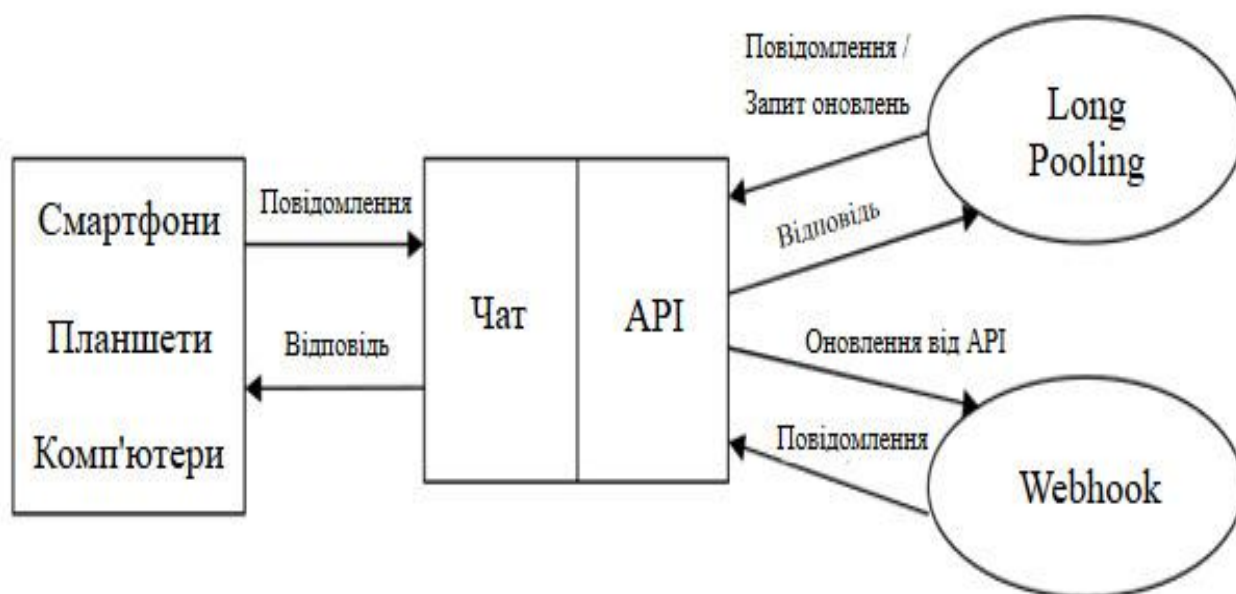 Смартфони
Планшети
Комп'ютери
Повідомлення
Відповідь
Чат
API
Повідомлення /
Запит оновлень
Відповідь
Long
Pooling
Оновлення від API
Повідомлення
Webhook